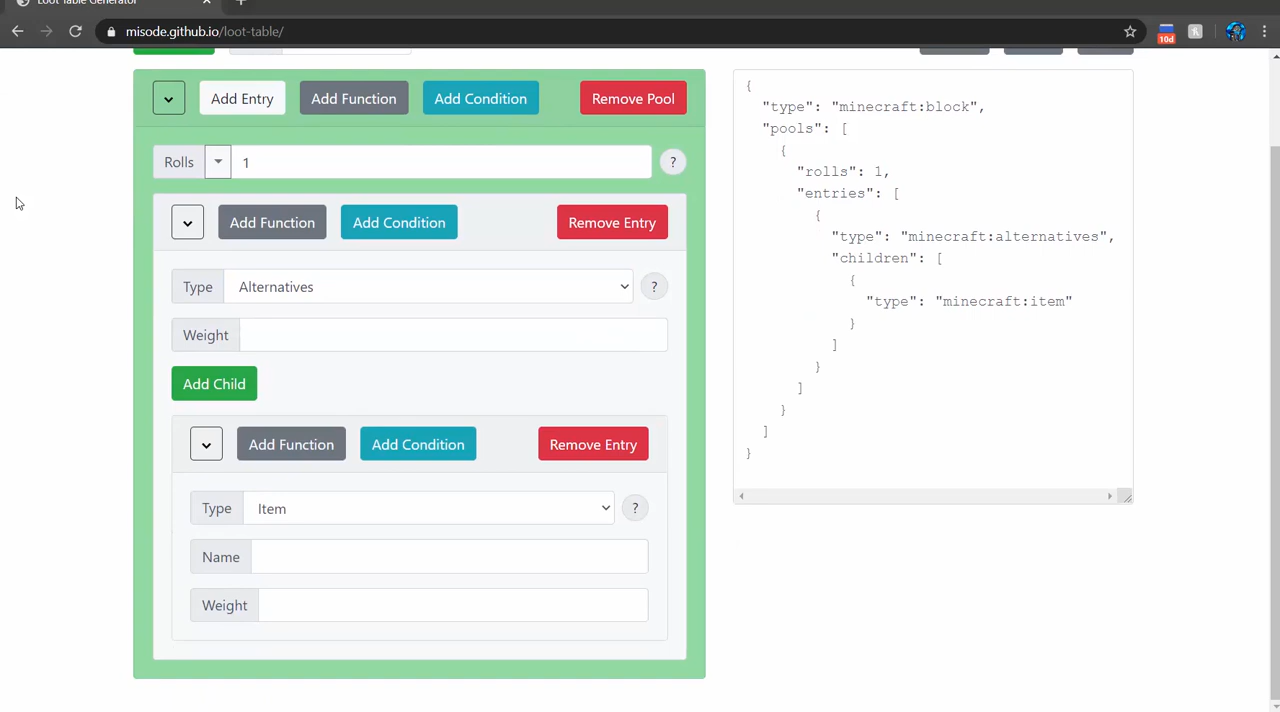 Loot Table Generator
misode.github.io/loot-table/
10d
Add Entry Add Function Add Condition Remove Pool
Rolls 1 ?
Add Function Add Condition Remove Entry
Type Alternatives ?
Weight
Add Child
Add Function Add Condition Remove Entry
Type Item ?
Name
Weight
{
"type": "minecraft:block",
"pools": [
{
"rolls": 1,
"entries": [
{
"type": "minecraft:alternatives",
"children": [
{
"type": "minecraft:item"
}
]
}
]
}
]
}